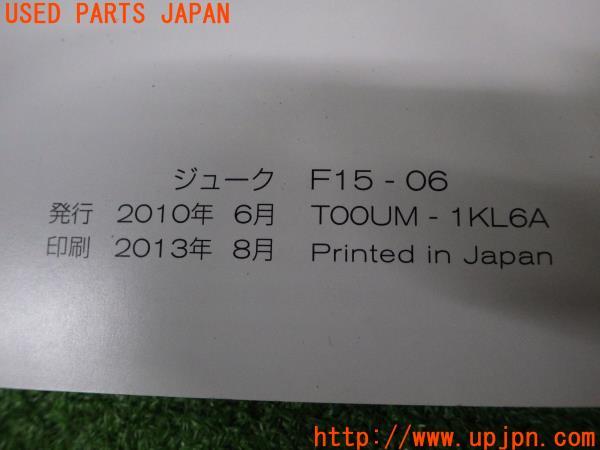 USED PARTS JAPAN
ジューク F15 - 06
発行 2010年 6月 T00UM - 1KL6A
印刷 2013年 8月 Printed in Japan
http://www.upjpn.com/